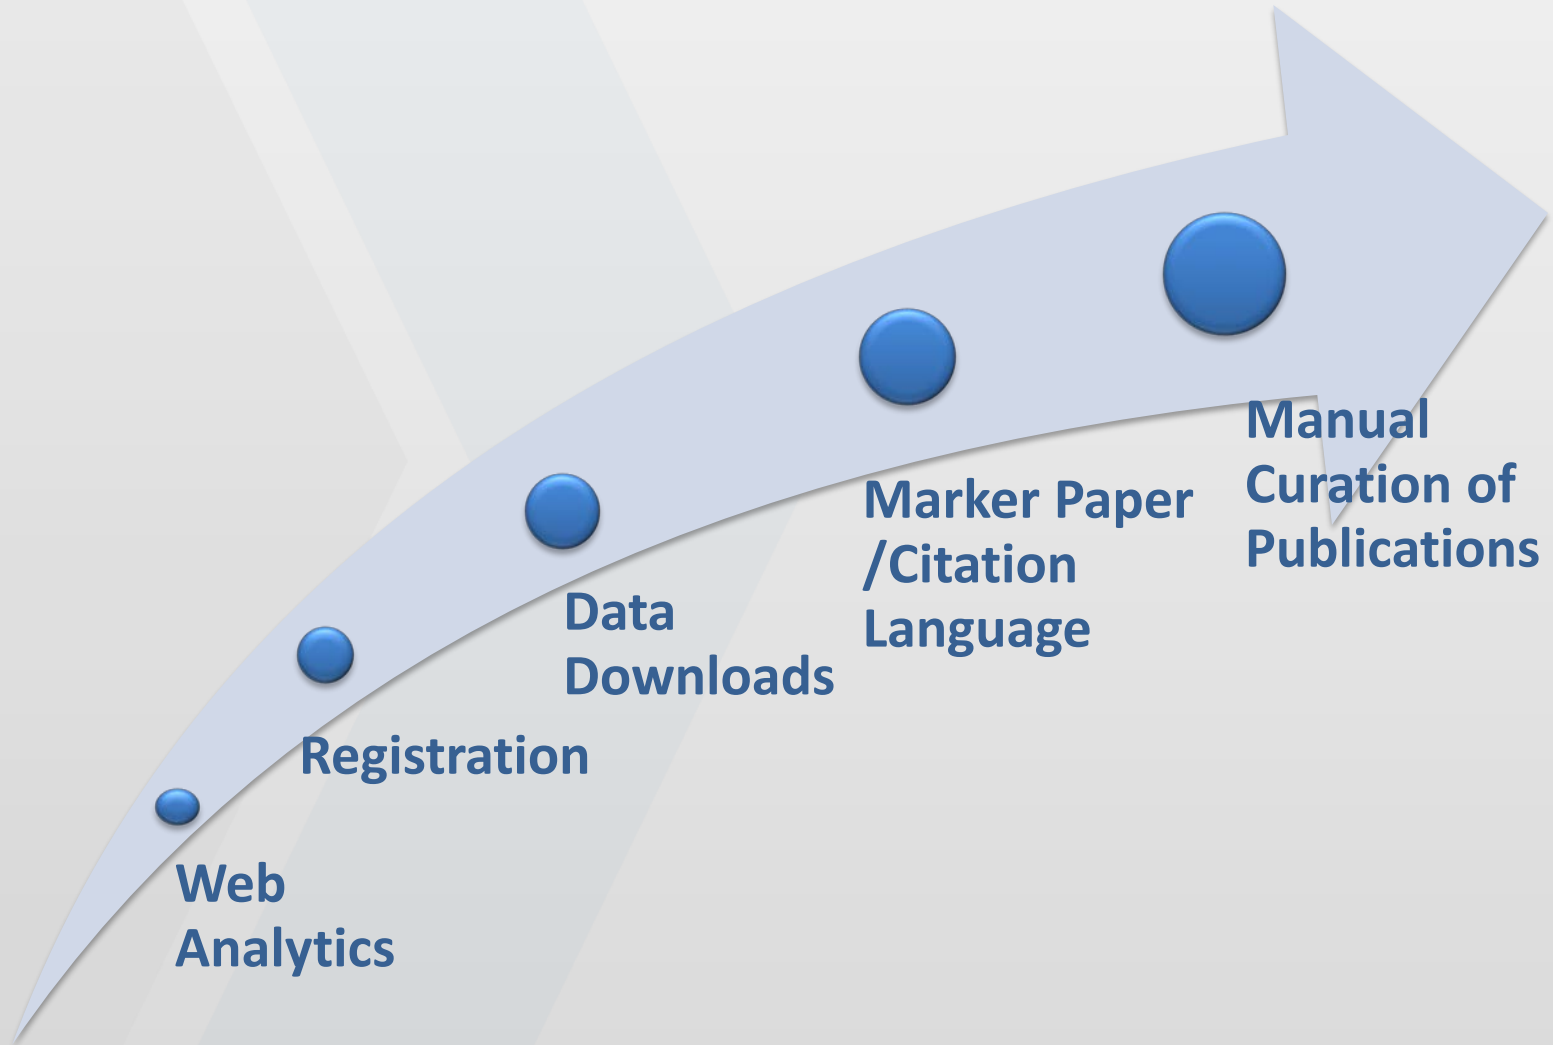 Web
Analytics
Registration
Data
Downloads
Marker Paper
/Citation
Language
Manual
Curation of
Publications